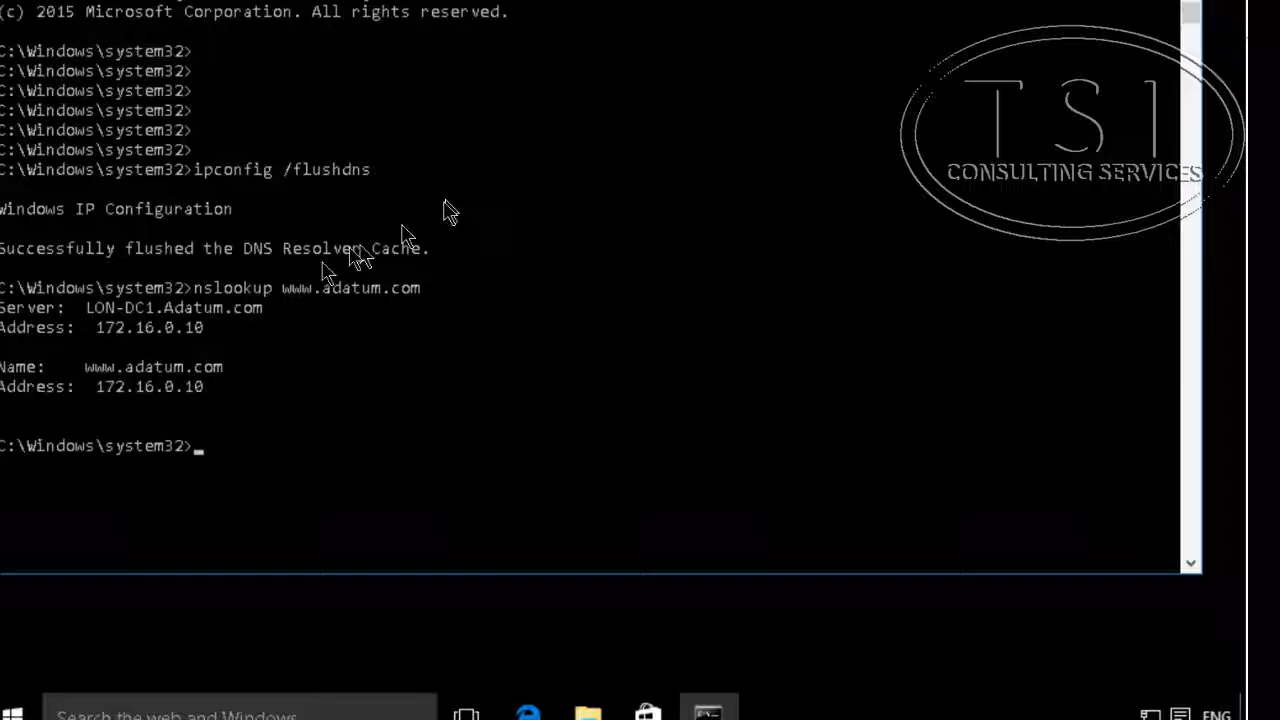 (c) 2015 Microsoft Corporation. All rights reserved.
C:\Windows\system32>
C:\Windows\system32>
C:\Windows\system32>
C:\Windows\system32>
C:\Windows\system32>
C:\Windows\system32>
C:\Windows\system32>ipconfig /flushdns
Windows IP Configuration
Successfully flushed the DNS Resolver Cache.
C:\Windows\system32>nslookup www.adatum.com
Server: LON-DC1.Adatum.com
Address: 172.16.0.10
Name: www.adatum.com
Address: 172.16.0.10
C:\Windows\system32>
TSI
CONSULTING SERVICES
Search the web and Windows
ENG